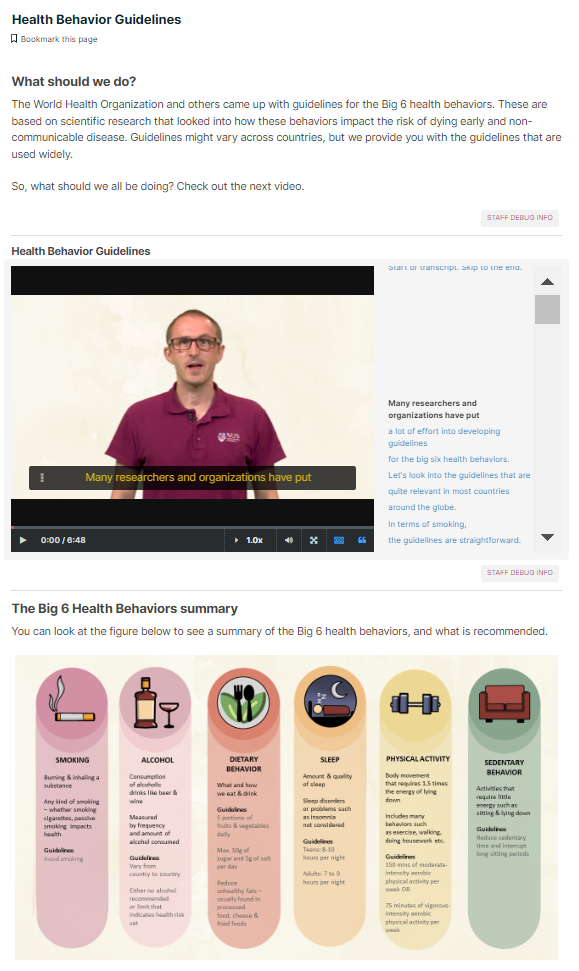 Health Behavior Guidelines
Bookmark this page
What should we do?
The World Health Organization and others came up with guidelines for the Big 6 health behaviors. These are
based on scientific research that looked into how these behaviors impact the risk of dying early and non-
communicable disease. Guidelines might vary across countries, but we provide you with the guidelines that are
used widely.
So, what should we all be doing? Check out the next video.
STAFF DEBUG INFO
Health Behavior Guidelines
Start of transcript. Skip to the end.
Many researchers and
organizations have put
a lot of effort into developing
guidelines
for the big six health behaviors.
Let's look into the guidelines that are
quite relevant in most countries
around the globe.
In terms of smoking,
the guidelines are straightforward.
NUS
Many researchers and organizations have put
0:00 / 6:48
1.0x
STAFF DEBUG INFO
The Big 6 Health Behaviors summary
You can look at the figure below to see a summary of the Big 6 health behaviors, and what is recommended.
SMOKING
Burning & inhaling a
substance
Any kind of smoking
– whether smoking
cigarettes, passive
smoking impacts
health
Guidelines
Avoid smoking
ALCOHOL
Consumption
of alcoholic
drinks like beer &
wine
Measured
by frequency
and amount of
alcohol consumed
Guidelines
Very from
country to country
Either no alcohol
recommended
or limit that
indicates health risk
set
DIETARY
BEHAVIOR
What and how
we eat & drink
Guidelines
5 portions of
fruits & vegetables
daily
Max. 50g of
sugar and 5g of salt
per day
Reduce
unhealthy fats –
usually found in
processed
food, cheese &
fried foods
SLEEP
Amount & quality
of sleep
Sleep disorders
or problems such
as insomnia
not considered
Guidelines
Teens: 8-10
hours per night
Adults: 7 to 9
hours per night
PHYSICAL ACTIVITY
Body movement
that requires 1.5 times
the energy of lying
down
Includes many
behaviors such
as exercise, walking,
doing housework etc.
Guidelines
150 mins of moderate-
intensity aerobic
physical activity per
week OR
75 minutes of vigorous-
intensity aerobic
physical activity per
week
SEDENTARY
BEHAVIOR
Activities that
require little
energy such as
sitting & lying down
Guidelines
Reduce sedentary
time and interrupt
long sitting periods